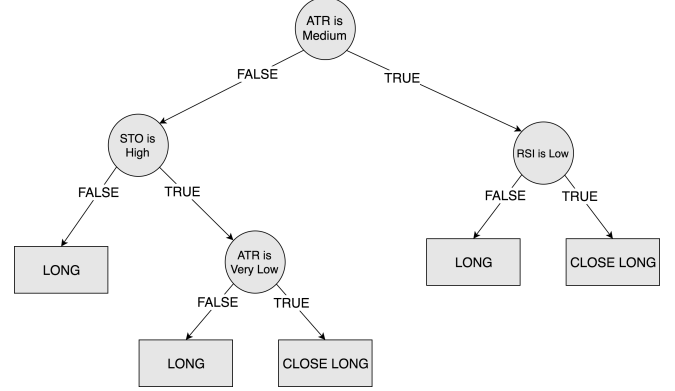 ATR is
Medium
FALSE
TRUE
STO is
High
RSI is Low
FALSE
TRUE
FALSE
TRUE
LONG
ATR is
Very Low
LONG
CLOSE LONG
FALSE
TRUE
LONG
CLOSE LONG